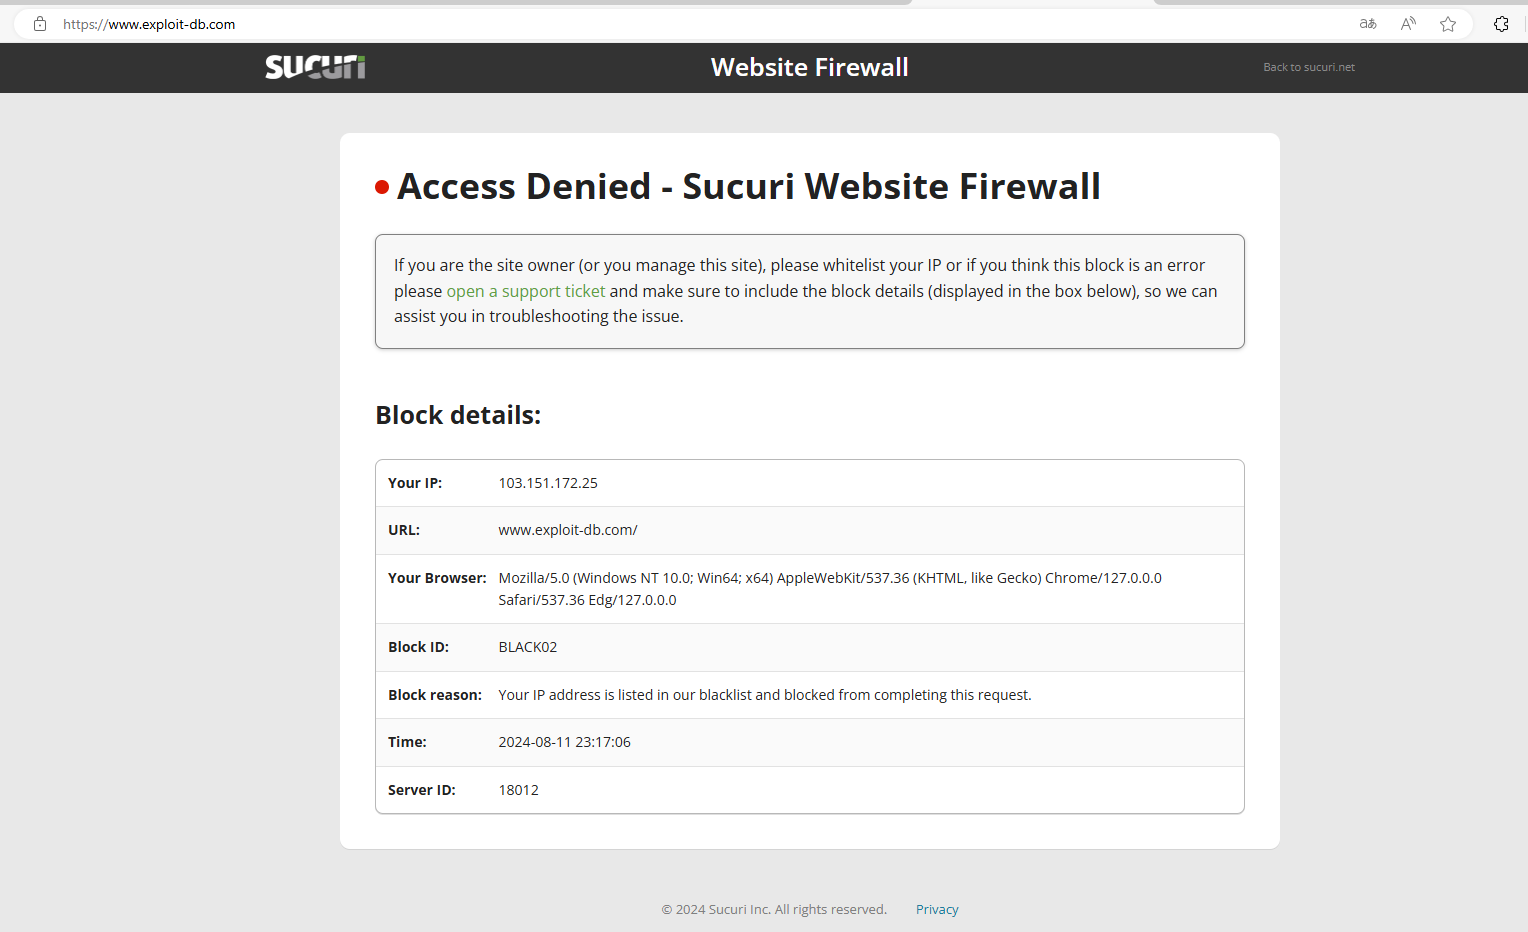 https://www.exploit-db.com
sucuri
Website Firewall
Back to sucuri.net
Access Denied - Sucuri Website Firewall
If you are the site owner (or you manage this site), please whitelist your IP or if you think this block is an error
please open a support ticket and make sure to include the block details (displayed in the box below), so we can
assist you in troubleshooting the issue.
Block details:
Your IP: 103.151.172.25
URL: www.exploit-db.com/
Your Browser: Mozilla/5.0 (Windows NT 10.0; Win64; x64) AppleWebKit/537.36 (KHTML, like Gecko) Chrome/127.0.0.0
Safari/537.36 Edg/127.0.0.0
Block ID: BLACK02
Block reason: Your IP address is listed in our blacklist and blocked from completing this request.
Time: 2024-08-11 23:17:06
Server ID: 18012
© 2024 Sucuri Inc. All rights reserved. Privacy